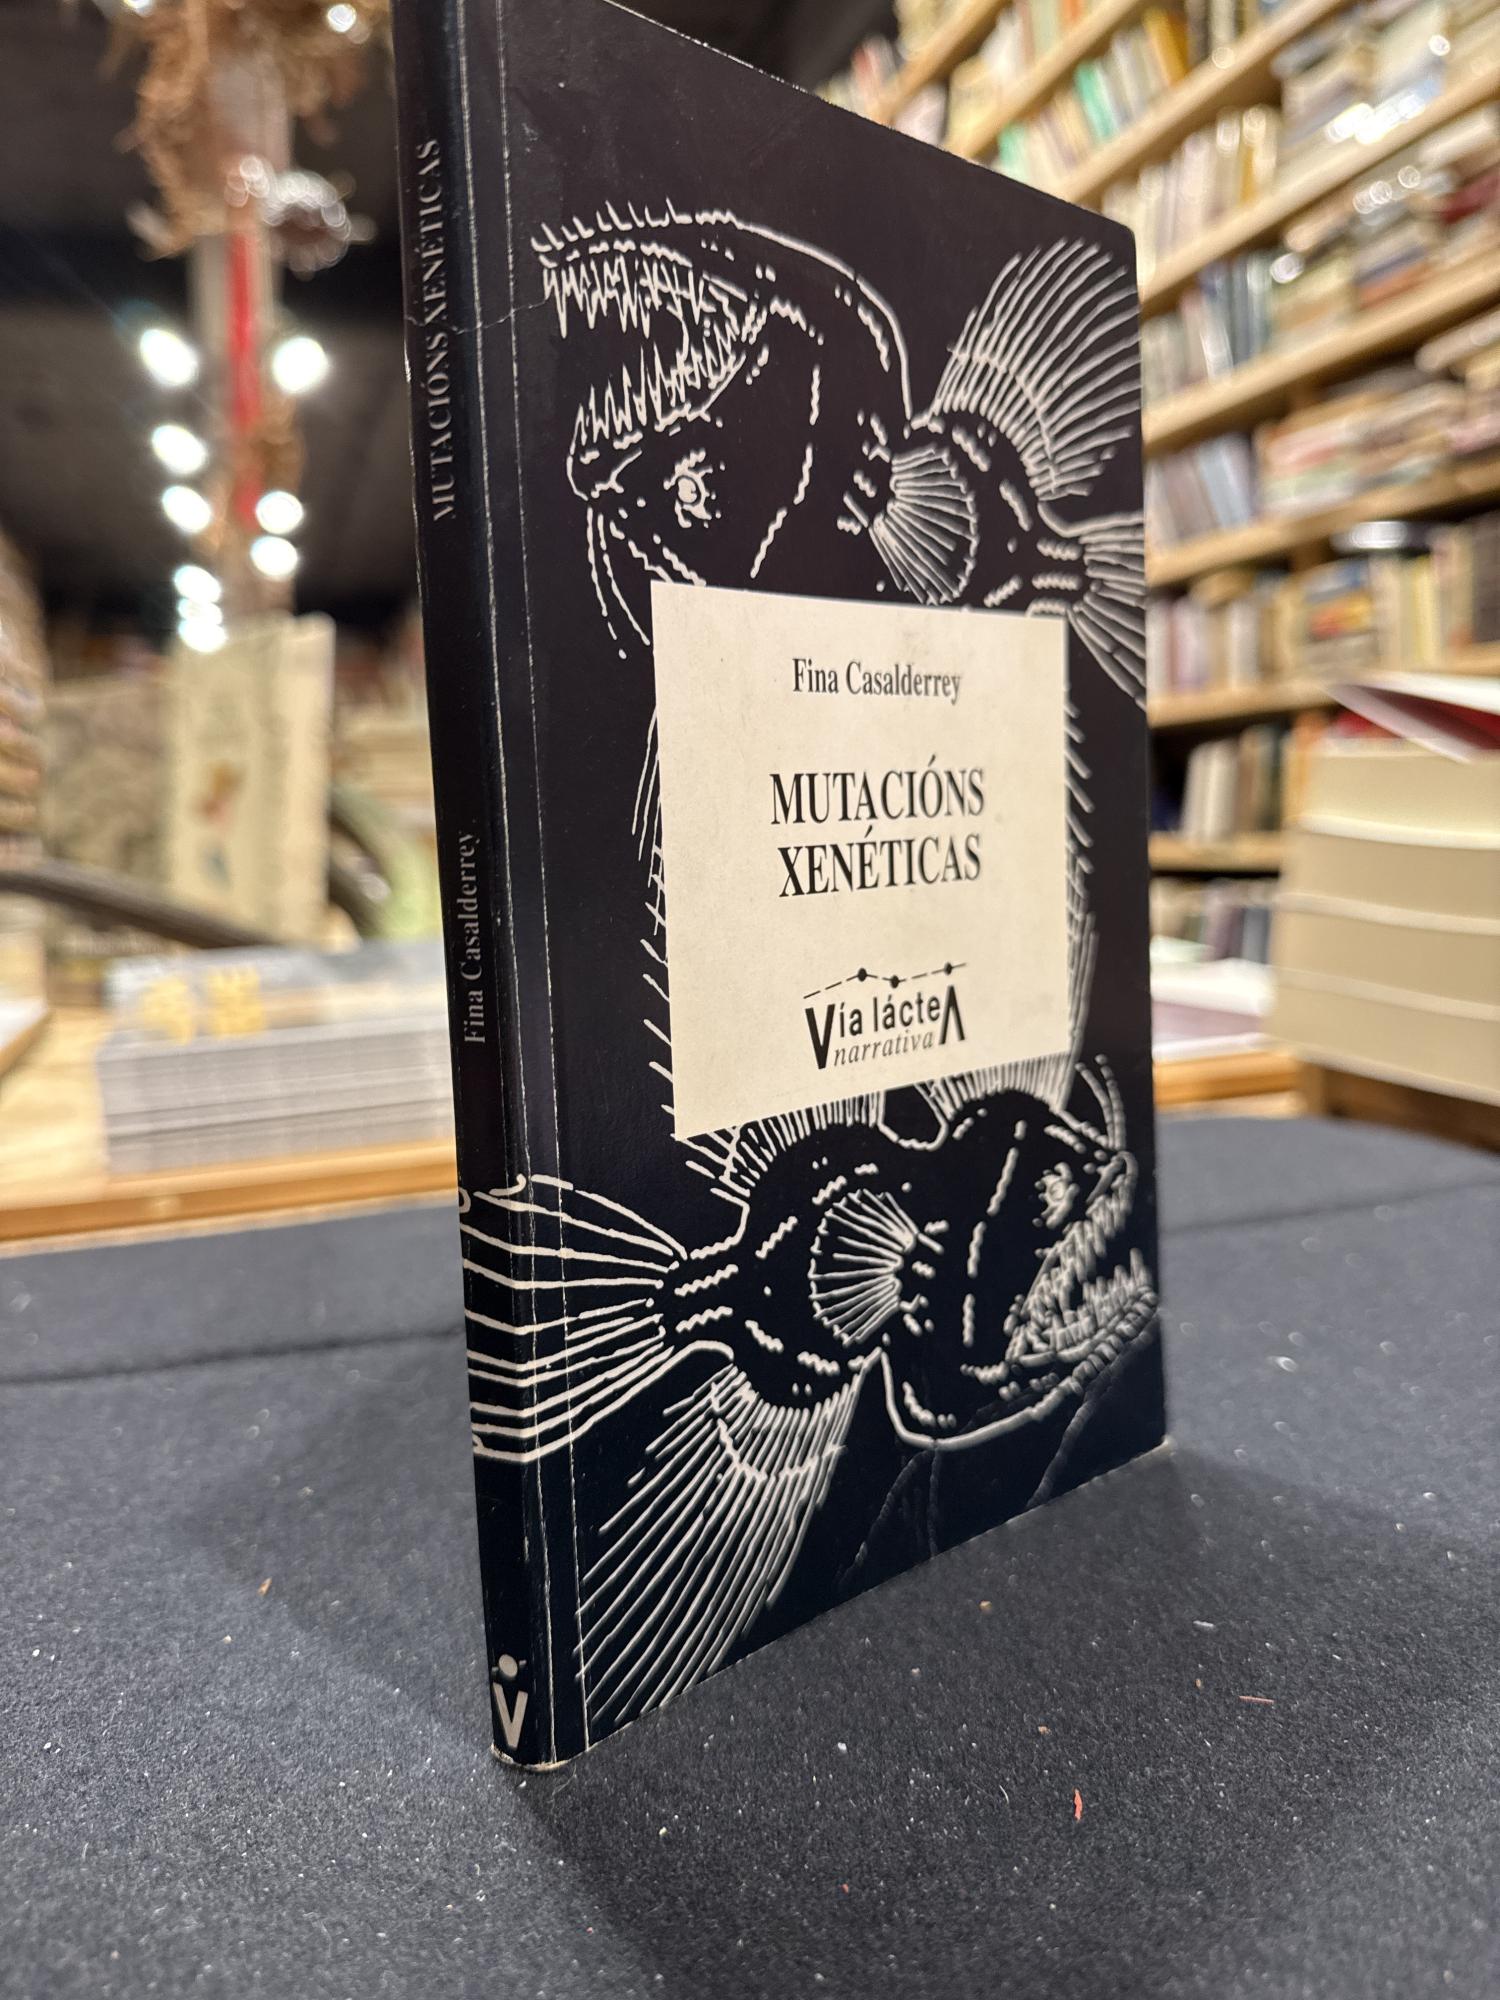 MUTACIÓNS XENÉTICAS
Fina Casalderrey
V
Fina Casalderrey
MUTACIÓNS
XENÉTICAS
Vía lácteA
narrativa